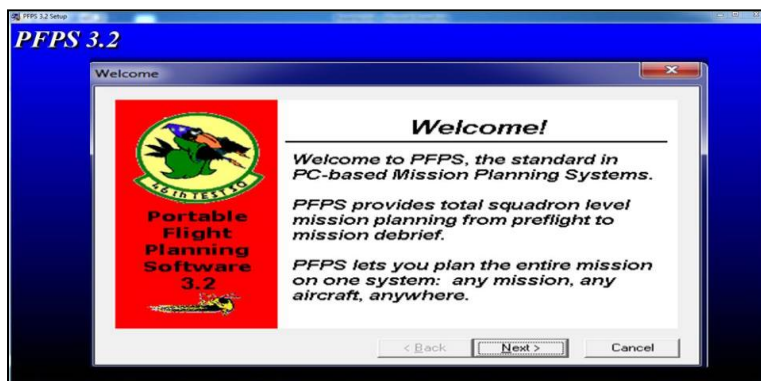 PFPS 3.2 Setup
PFPS 3.2
Welcome
46th TEST SQ
Portable
Flight
Planning
Software
3.2
Welcome!
Welcome to PFPS, the standard in
PC-based Mission Planning Systems.
PFPS provides total squadron level
mission planning from preflight to
mission debrief.
PFPS lets you plan the entire mission
on one system: any mission, any
aircraft, anywhere.
< Back
Next >
Cancel